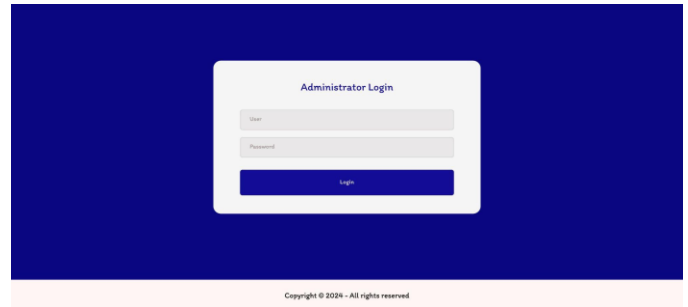 Administrator Login
User
Password
Login
Copyright © 2024 - All rights reserved